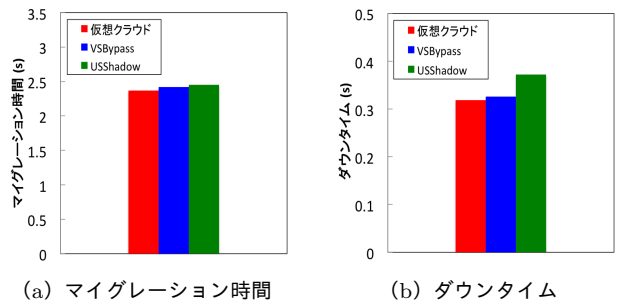 3.5
3
2.5
2
1.5
1
0.5
0
マイグレーション時間 (s)
仮想クラウド
VSBypass
USShadow
(a) マイグレーション時間
0.5
0.4
0.3
0.2
0.1
0
ダウンタイム (s)
仮想クラウド
VSBypass
USShadow
(b) ダウンタイム